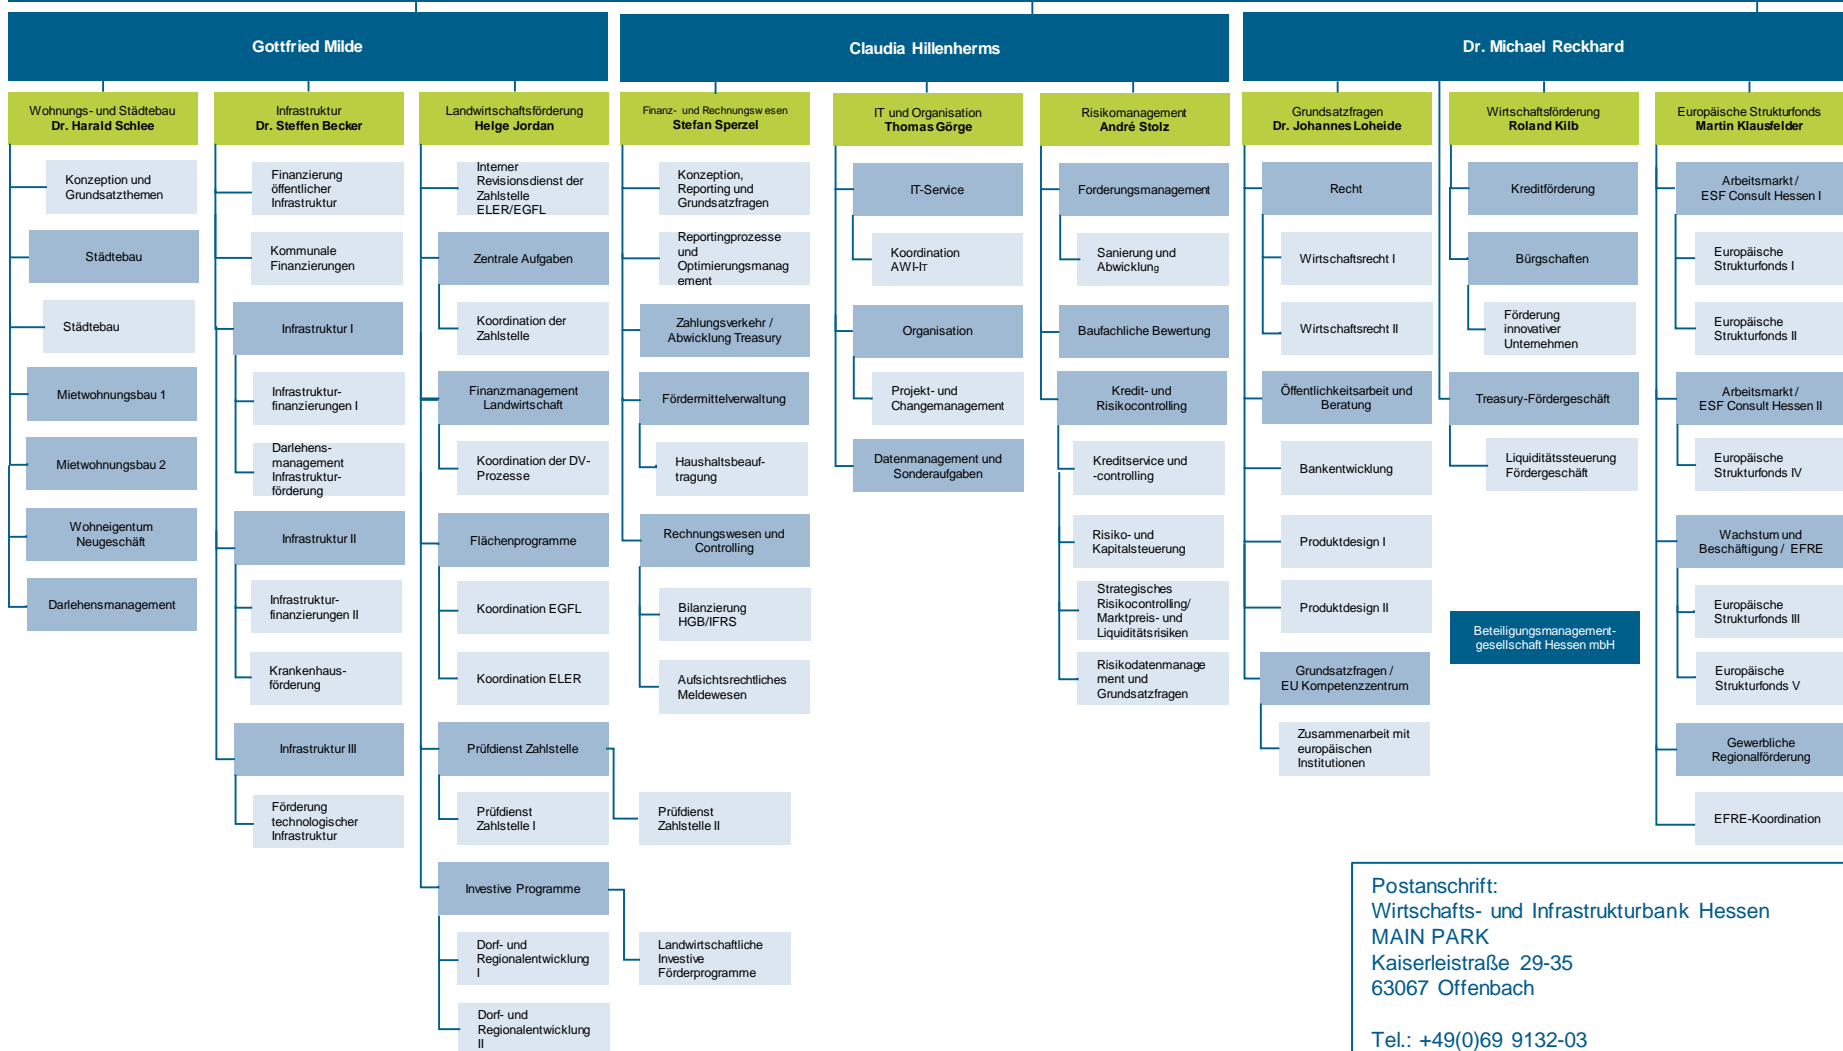 Gottfried Milde
Claudia Hillenherms
Dr. Michael Reckhard
Wohnungs- und Städtebau
Dr. Harald Schlee
Konzeption und
Grundsatzthemen
Städtebau
Städtebau
Mietwohnungsbau 1
Mietwohnungsbau 2
Wohneigentum
Neugeschäft
Darlehensmanagement
Infrastruktur
Dr. Steffen Becker
Finanzierung
öffentlicher
Infrastruktur
Kommunale
Finanzierungen
Infrastruktur I
Infrastruktur-
finanzierungen I
Darlehens-
management
Infrastruktur-
förderung
Infrastruktur II
Infrastruktur-
finanzierungen II
Krankenhaus-
förderung
Infrastruktur III
Förderung
technologischer
Infrastruktur
Landwirtschaftsförderung
Helge Jordan
Interner
Revisionsdienst der
Zahlstelle
ELER/EGFL
Zentrale Aufgaben
Koordination der
Zahlstelle
Finanzmanagement
Landwirtschaft
Koordination der DV-
Prozesse
Flächenprogramme
Koordination EGFL
Koordination ELER
Prüfdienst Zahlstelle
Prüfdienst
Zahlstelle I
Prüfdienst
Zahlstelle II
Investive Programme
Dorf- und
Regionalentwicklung
I
Landwirtschaftliche
Investive
Förderprogramme
Dorf- und
Regionalentwicklung
II
Finanz- und Rechnungswesen
Stefan Sperzel
Konzeption,
Reporting und
Grundsatzfragen
Reportingprozesse
und
Optimierungsmanag
ement
Zahlungsverkehr /
Abwicklung Treasury
Fördermittelverwaltung
Haushaltsbeauf-
tragung
Rechnungswesen und
Controlling
Bilanzierung
HGB/IFRS
Aufsichtsrechtliches
Meldewesen
IT und Organisation
Thomas Görge
IT-Service
Koordination
AWI-IT
Organisation
Projekt- und
Changemanagement
Datenmanagement und
Sonderaufgaben
Risikomanagement
André Stolz
Forderungsmanagement
Sanierung und
Abwicklung
Baufachliche Bewertung
Kredit- und
Risikocontrolling
Kreditservice und
-controlling
Risiko- und
Kapitalsteuerung
Strategisches
Risikocontrolling/
Marktpreis- und
Liquiditätsrisiken
Risikodatenmanage
ment und
Grundsatzfragen
Grundsatzfragen
Dr. Johannes Loheide
Recht
Wirtschaftsrecht I
Wirtschaftsrecht II
Öffentlichkeitsarbeit und
Beratung
Bankentwicklung
Produktdesign I
Produktdesign II
Grundsatzfragen /
EU Kompetenzzentrum
Zusammenarbeit mit
europäischen
Institutionen
Wirtschaftsförderung
Roland Kilb
Kreditförderung
Bürgschaften
Förderung
innovativer
Unternehmen
Treasury-Fördergeschäft
Liquiditätssteuerung
Fördergeschäft
Beteiligungsmanagement-
gesellschaft Hessen mbH
Europäische Strukturfonds
Martin Klausfelder
Arbeitsmarkt /
ESF Consult Hessen I
Europäische
Strukturfonds I
Europäische
Strukturfonds II
Arbeitsmarkt /
ESF Consult Hessen II
Europäische
Strukturfonds IV
Wachstum und
Beschäftigung / EFRE
Europäische
Strukturfonds III
Europäische
Strukturfonds V
Gewerbliche
Regionalförderung
EFRE-Koordination
Postanschrift:
Wirtschafts- und Infrastrukturbank Hessen
MAIN PARK
Kaiserleistraße 29-35
63067 Offenbach
Tel.: +49(0)69 9132-03